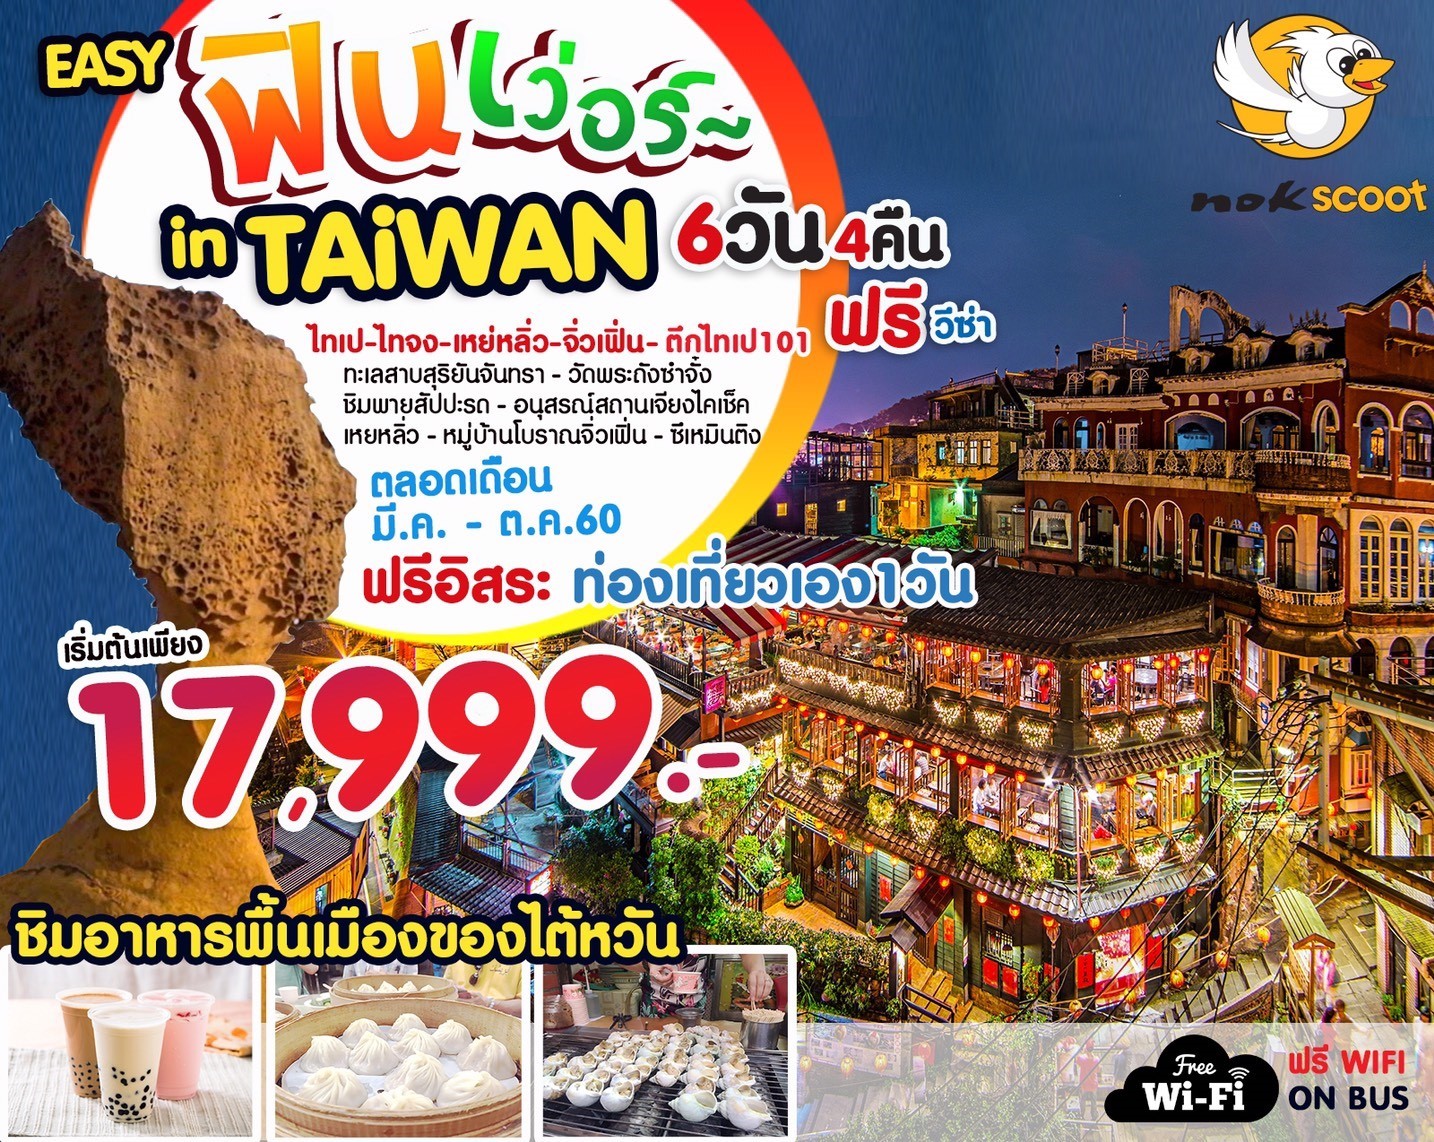 EASY ฟินเว่อร์~
in TAiWAN 6วัน 4คืน
ฟรี วีซ่า
ไทเป-ไทจง-เหย่หลิ่ว-จิ่วเฟิ่น- ตึกไทเป101
ทะเลสาบสุริยันจันทรา - วัดพระถังซำจั๋ง
ชิมพายสัปปะรด - อนุสรณ์สถานเจียงไคเช็ค
เหยหลิ่ว - หมู่บ้านโบราณจิ่วเฟิ่น - ซีเหมินติง
ตลอดเดือน
มี.ค. - ต.ค.60
ฟรีอิสระ ท่องเที่ยวเอง1วัน
เริ่มต้นเพียง
17,999.-
ชิมอาหารพื้นเมืองของไต้หวัน
nok scoot
Free
Wi-Fi
ฟรี WIFI
ON BUS